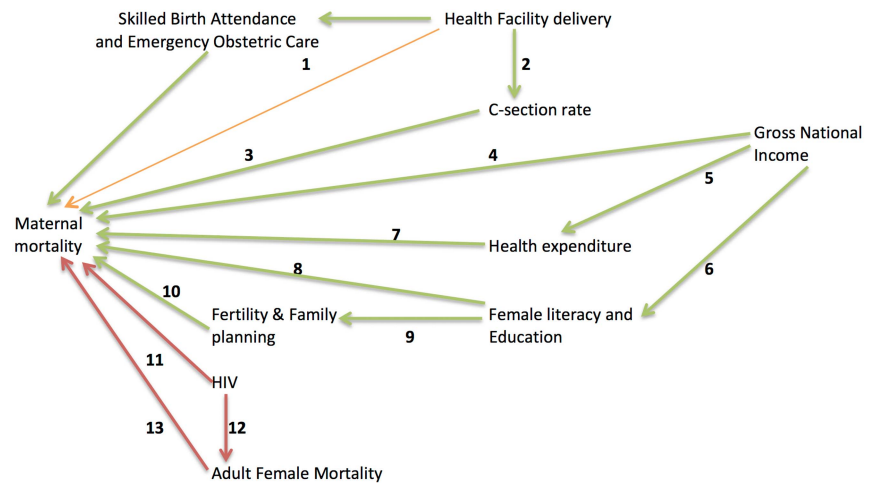 Skilled Birth Attendance
and Emergency Obstetric Care
Health Facility delivery
1
2
C-section rate
Gross National
Income
3
4
5
Maternal
mortality
7
Health expenditure
8
6
10
Fertility & Family
planning
9
Female literacy and
Education
11
HIV
13
12
Adult Female Mortality